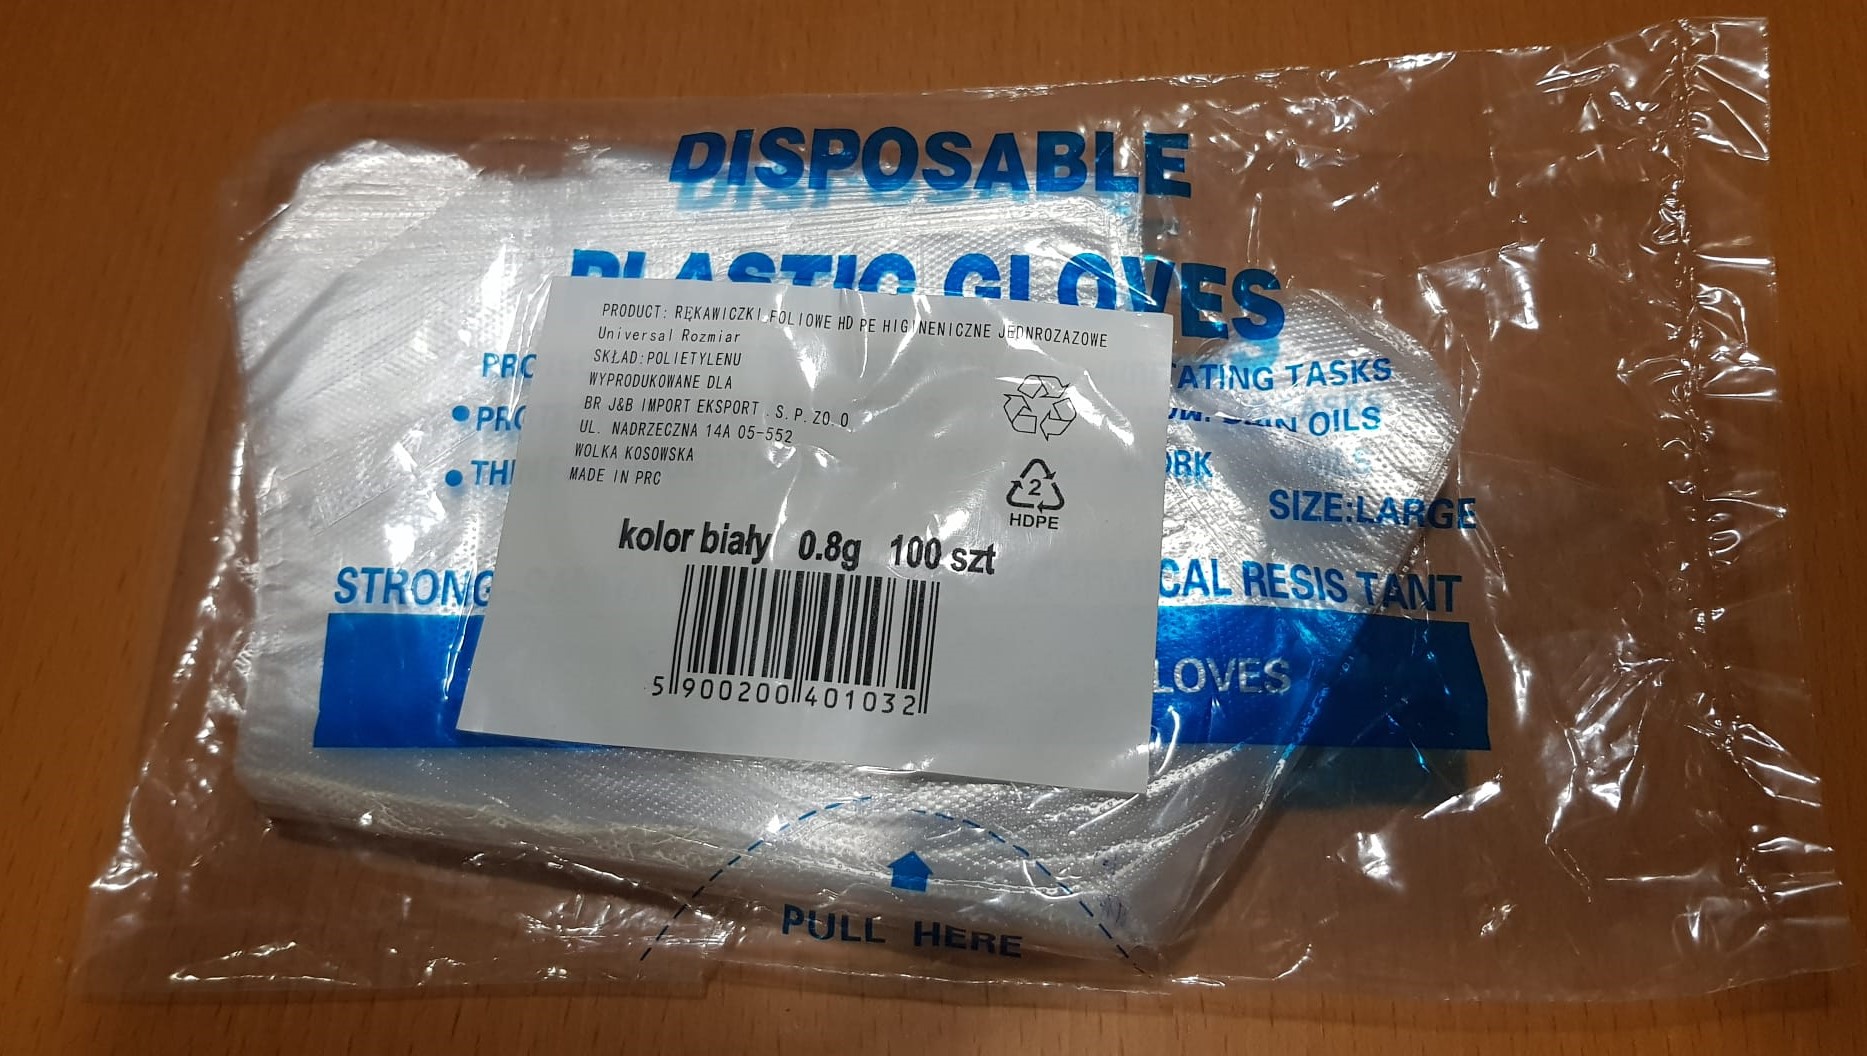 DISPOSABLE
PLASTIC GLOVES
PRODUCT: RĘKAWICZKI FOLIOWE HD PE HIGINENICZNE JEDNROZAZOWE
Universal Rozmiar
SKŁAD:POLIETYLENU
WYPRODUKOWANE DLA
BR J&B IMPORT EKSPORT .S.P.ZO.O
UL. NADRZECZNA 14A 05-552
WOLKA KOSOWSKA
MADE IN PRC
2
HDPE
kolor biały 0.8g 100 szt
5 900200 401032
TASKS
OILS
SIZE:LARGE
STRONG
RESIS TANT
PULL HERE